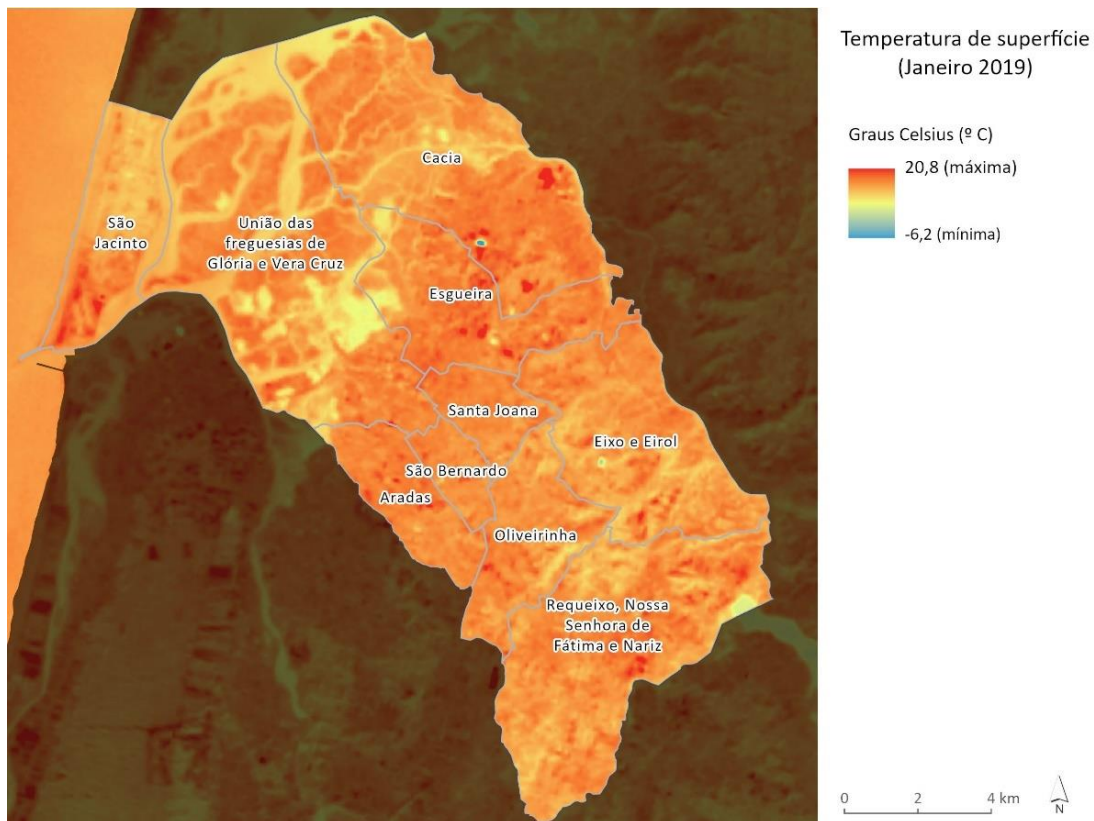 Temperatura de superfície
(Janeiro 2019)
Graus Celsius (º C)
20,8 (máxima)
-6,2 (mínima)
Cacia
São
Jacinto
União das
freguesias de
Glória e Vera Cruz
Esgueira
Santa Joana
Eixo e Eirol
São Bernardo
Aradas
Oliveirinha
Requeixo, Nossa
Senhora de
Fátima e Nariz
0 2 4 km
N